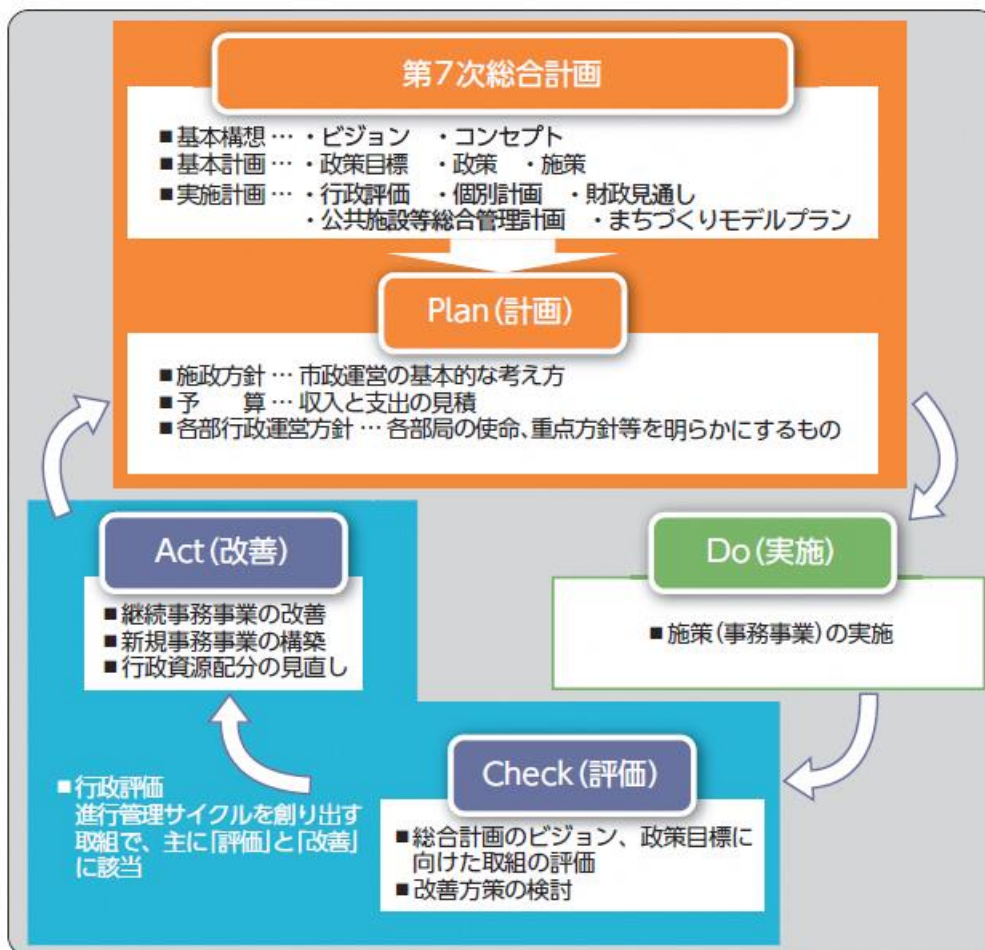 第7次総合計画
■基本構想 … ・ビジョン ・コンセプト
■基本計画 … ・政策目標 ・政策 ・施策
■実施計画 … ・行政評価 ・個別計画 ・財政見通し
・公共施設等総合管理計画 ・まちづくりモデルプラン
Plan(計画)
■施政方針 … 市政運営の基本的な考え方
■予 算 … 収入と支出の見積
■各部行政運営方針 … 各部局の使命、重点方針等を明らかにするもの
Act(改善)
■継続事務事業の改善
■新規事務事業の構築
■行政資源配分の見直し
Do(実施)
■施策(事務事業)の実施
Check(評価)
■総合計画のビジョン、政策目標に
向けた取組の評価
■改善方策の検討
■行政評価
進行管理サイクルを創り出す
取組で、主に「評価」と「改善」
に該当